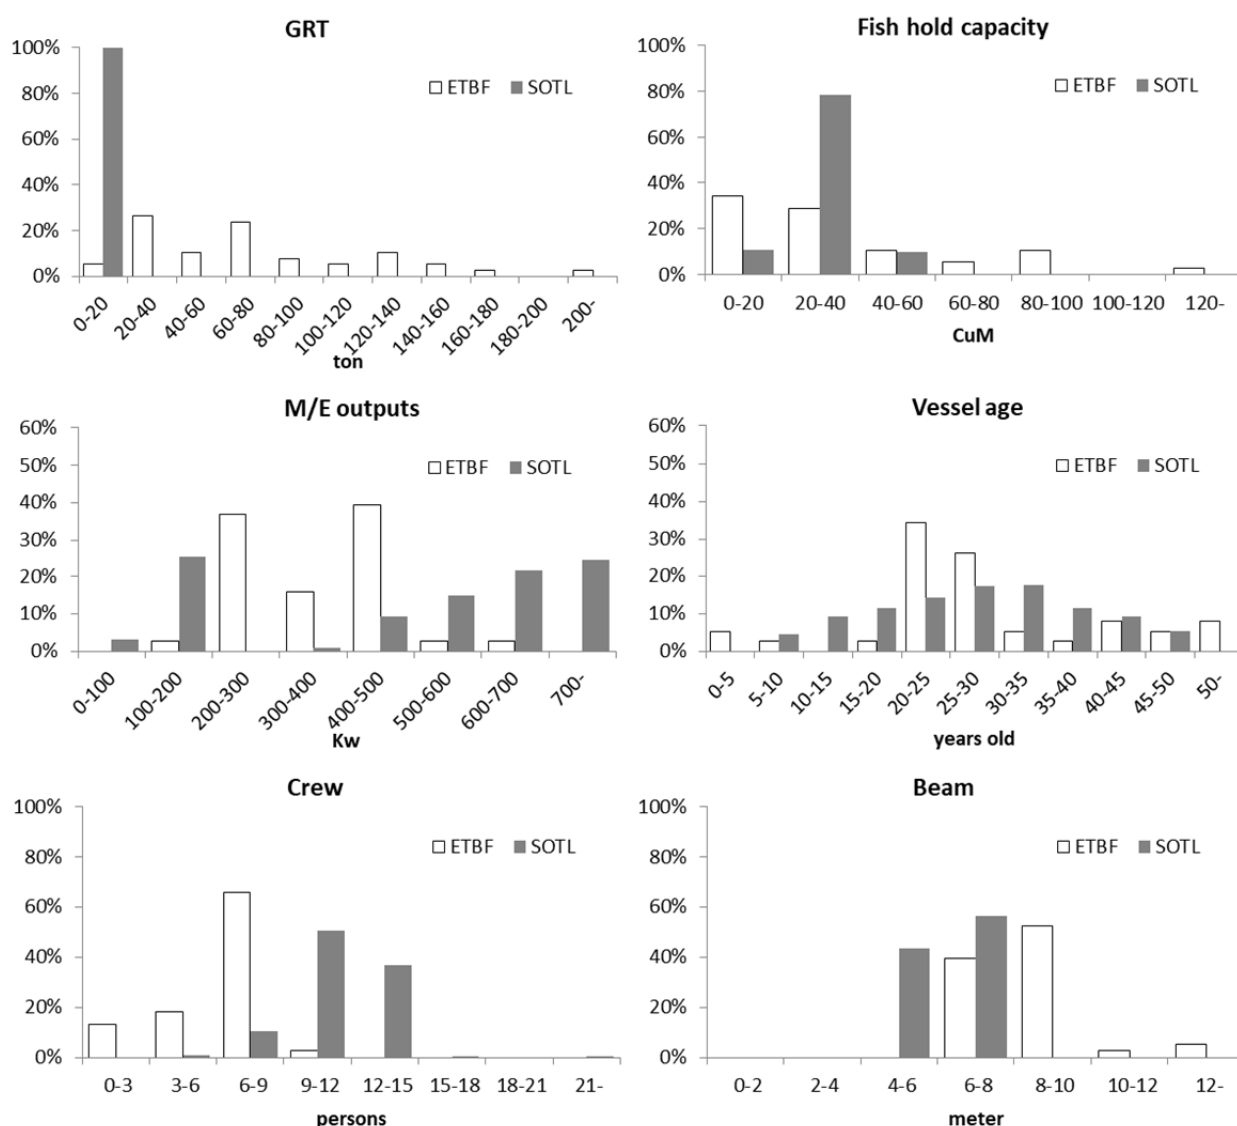 GRT
100%
80%
60%
40%
20%
0%
ETBF SOTL
0-20 20-40 40-60 60-80 80-100 100-120 120-140 140-160 160-180 180-200 200-
ton
Fish hold capacity
100%
80%
60%
40%
20%
0%
ETBF SOTL
0-20 20-40 40-60 60-80 80-100 100-120 120-
CuM
M/E outputs
60%
50%
40%
30%
20%
10%
0%
ETBF SOTL
0-100 100-200 200-300 300-400 400-500 500-600 600-700 700-
Kw
Vessel age
60%
50%
40%
30%
20%
10%
0%
ETBF SOTL
0-5 5-10 10-15 15-20 20-25 25-30 30-35 35-40 40-45 45-50 50-
years old
Crew
100%
80%
60%
40%
20%
0%
ETBF SOTL
0-3 3-6 6-9 9-12 12-15 15-18 18-21 21-
persons
Beam
100%
80%
60%
40%
20%
0%
ETBF SOTL
0-2 2-4 4-6 6-8 8-10 10-12 12-
meter